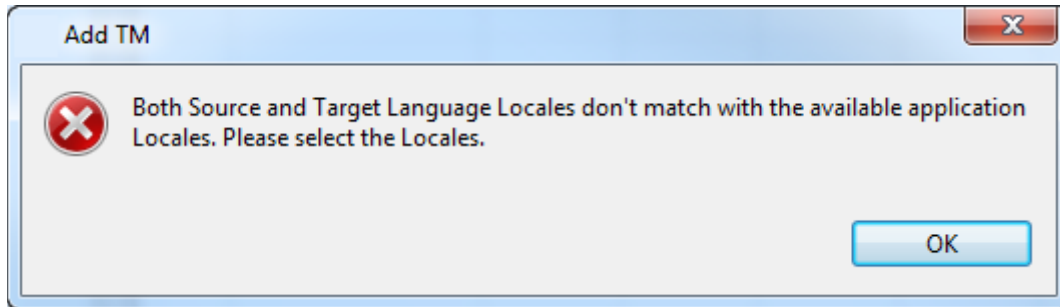 Add TM
Both Source and Target Language Locales don't match with the available application
Locales. Please select the Locales.
OK